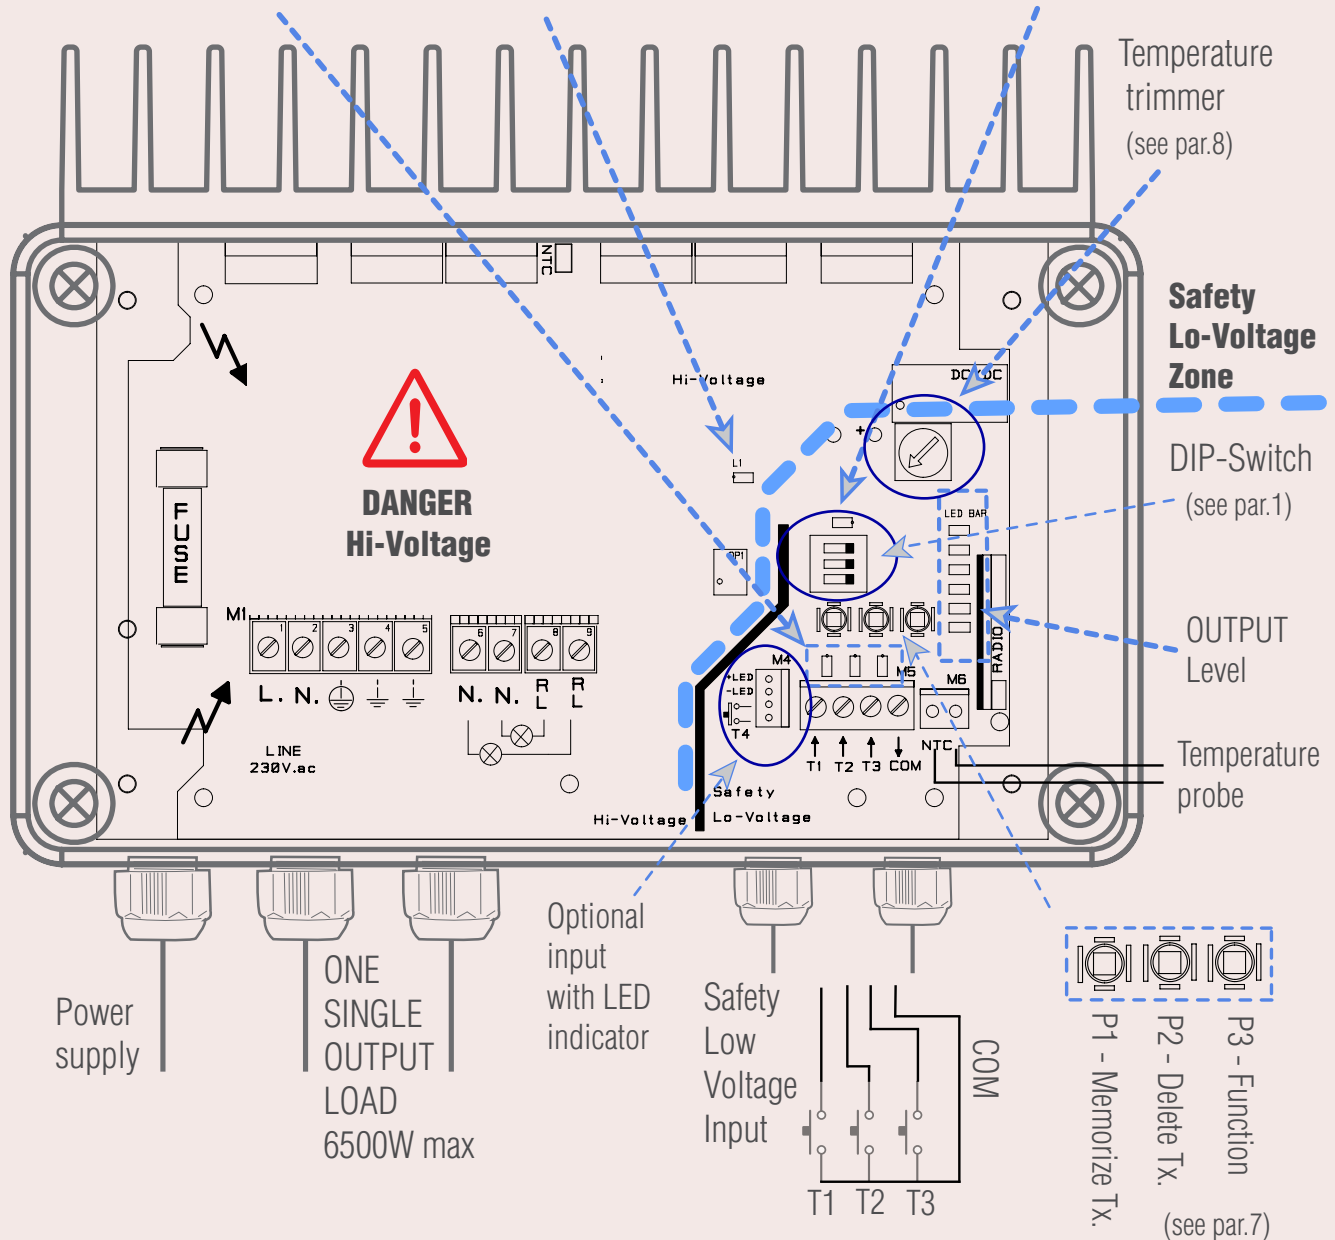 Temperature
trimmer
(see par.8)
NTC
Safety
Lo-Voltage
Zone
Hi-Voltage
DC/DC
+
DIP-Switch
(see par.1)
L1
LED BAR
DANGER
Hi-Voltage
FUSE
OP1
M1
1 2 3 4 5
6 7 8 9
L. N.
N. N. RL RL
LINE
230V.ac
RADIO
OUTPUT
Level
M4
+LED
-LED
T4
M5
M6
T1 T2 T3 COM
NTC
Temperature
probe
Safety
Hi-Voltage Lo-Voltage
Power
supply
ONE
SINGLE
OUTPUT
LOAD
6500W max
Optional
input
with LED
indicator
Safety
Low
Voltage
Input
COM
T1 T2 T3
P1 - Memorize Tx.
P2 - Delete Tx.
P3 - Function
(see par.7)